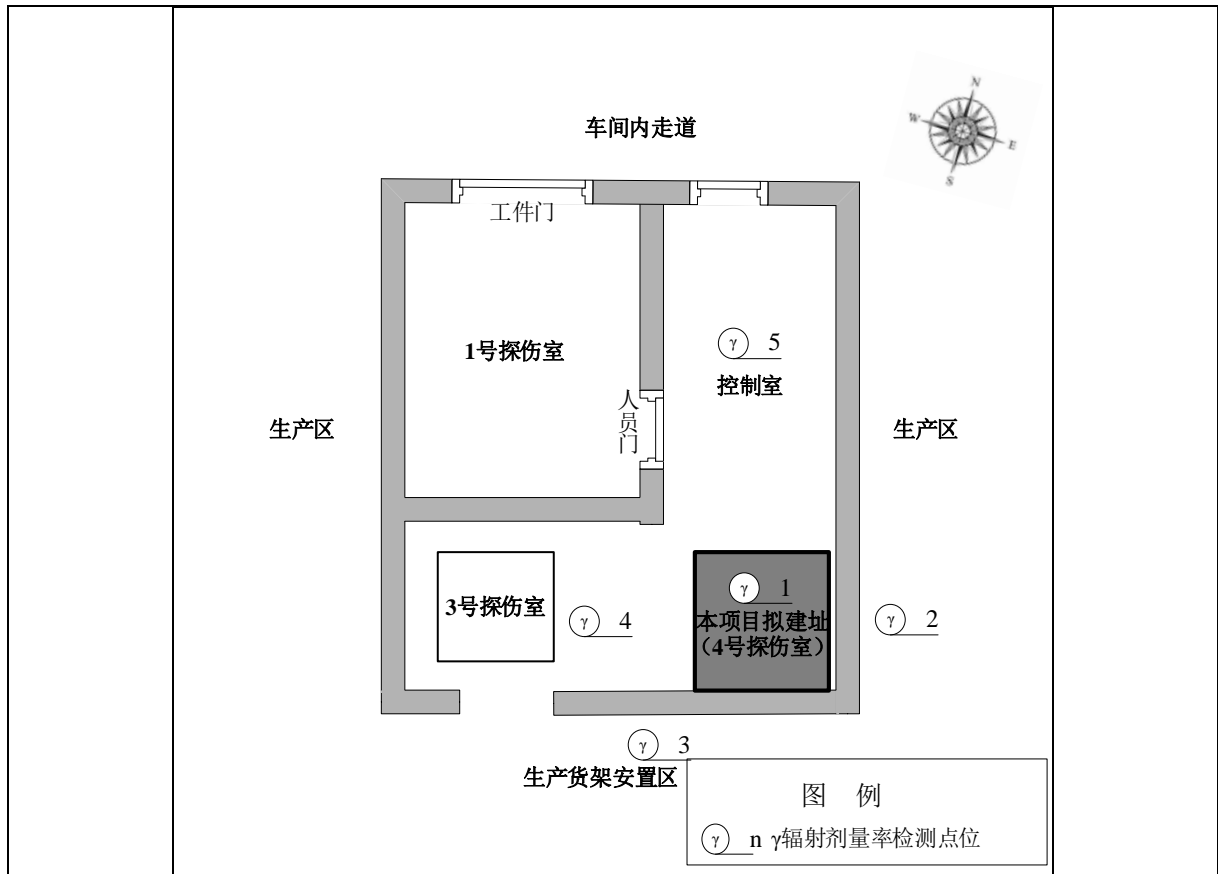 N
W
E
S
车间内走道
工件门
1号探伤室
γ 5
控制室
人员门
生产区
生产区
γ 1
3号探伤室
γ 4
本项目拟建址
（4号探伤室）
γ 2
γ 3
生产货架安置区
图 例
γ n γ辐射剂量率检测点位